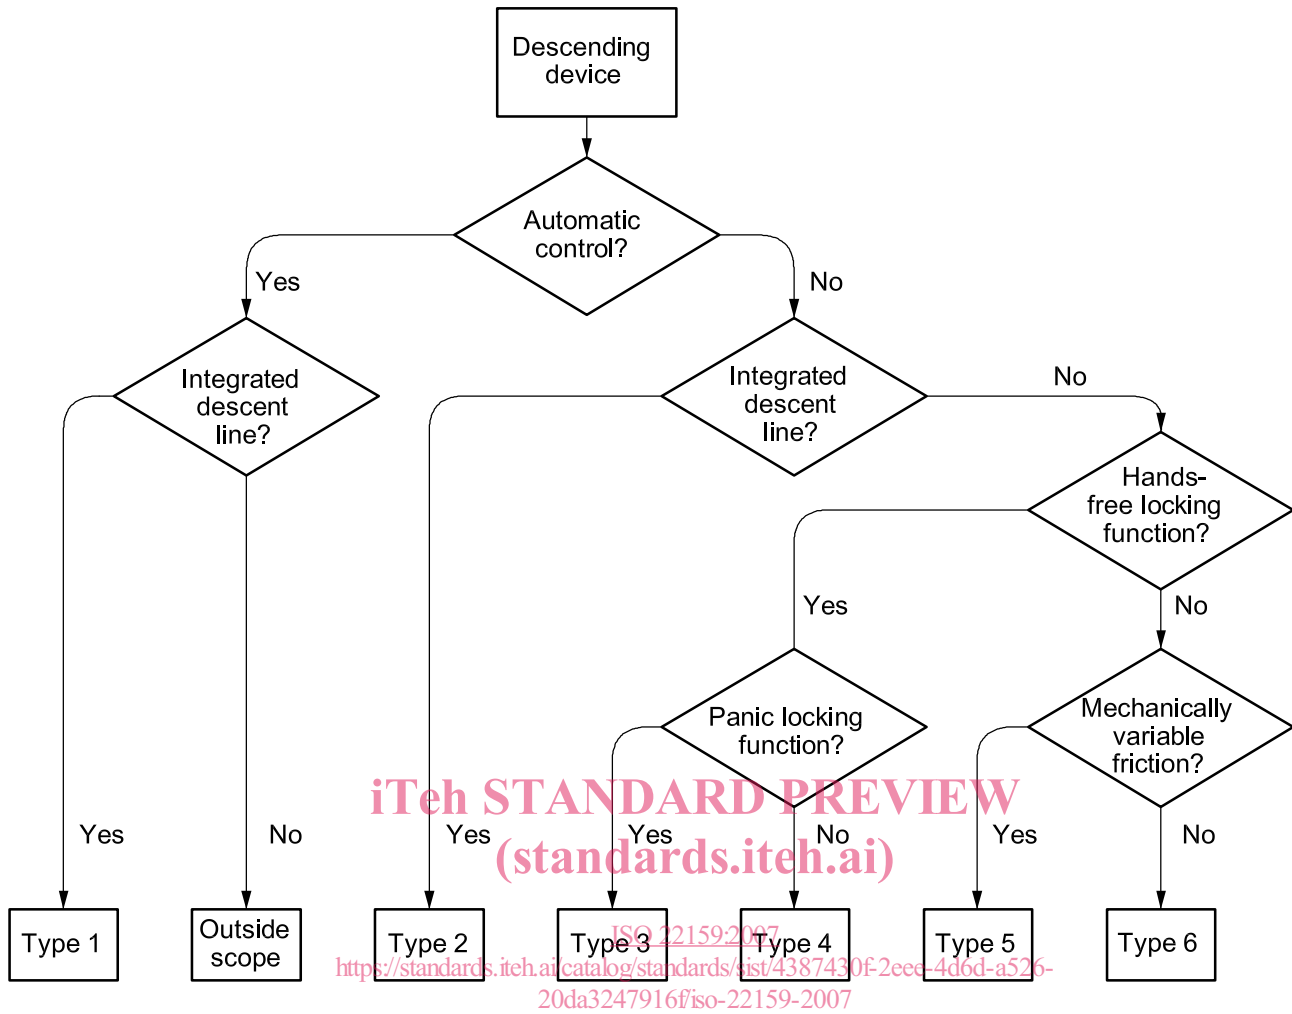 Descending
device
Automatic
control?
Yes
No
Integrated
descent
line?
Integrated
descent
line?
No
Hands-
free locking
function?
Yes
No
Panic locking
function?
Mechanically
variable
friction?
iTeh STANDARD PREVIEW
(standards.iteh.ai)
Yes
No
Yes
Yes
No
Yes
No
Type 1
Outside
scope
Type 2
Type 3
Type 4
Type 5
Type 6
ISO 22159:2007
https://standards.iteh.ai/catalog/standards/sist/4387430f-2eee-4d6d-a526-
20da3247916f/iso-22159-2007